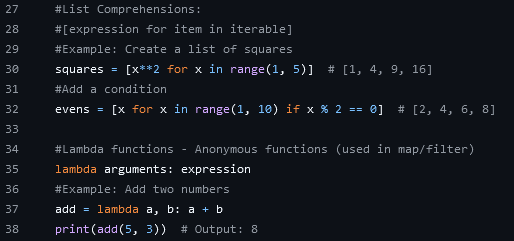 27 #List Comprehensions:
28 #[expression for item in iterable]
29 #Example: Create a list of squares
30 squares = [x**2 for x in range(1, 5)]  # [1, 4, 9, 16]
31 #Add a condition
32 evens = [x for x in range(1, 10) if x % 2 == 0]  # [2, 4, 6, 8]
33
34 #Lambda functions - Anonymous functions (used in map/filter)
35 lambda arguments: expression
36 #Example: Add two numbers
37 add = lambda a, b: a + b
38 print(add(5, 3))  # Output: 8